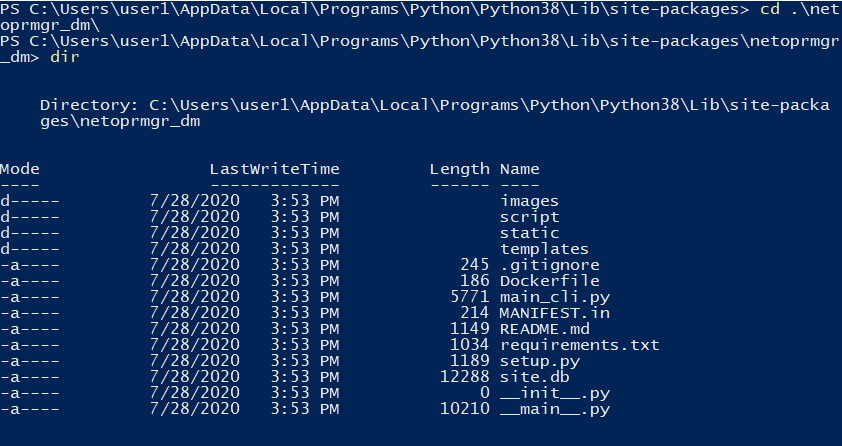 PS C:\Users\user1\AppData\Local\Programs\Python\Python38\Lib\site-packages> cd .\net
oprmgr_dm\
PS C:\Users\user1\AppData\Local\Programs\Python\Python38\Lib\site-packages\netoprmgr
_dm> dir
Directory: C:\Users\user1\AppData\Local\Programs\Python\Python38\Lib\site-packa
ges\netoprmgr_dm
Mode LastWriteTime Length Name
---- ------------- ------ ----
d----- 7/28/2020 3:53 PM images
d----- 7/28/2020 3:53 PM script
d----- 7/28/2020 3:53 PM static
d----- 7/28/2020 3:53 PM templates
-a---- 7/28/2020 3:53 PM 245 .gitignore
-a---- 7/28/2020 3:53 PM 186 Dockerfile
-a---- 7/28/2020 3:53 PM 5771 main_cli.py
-a---- 7/28/2020 3:53 PM 214 MANIFEST.in
-a---- 7/28/2020 3:53 PM 1149 README.md
-a---- 7/28/2020 3:53 PM 1034 requirements.txt
-a---- 7/28/2020 3:53 PM 1189 setup.py
-a---- 7/28/2020 3:53 PM 12288 site.db
-a---- 7/28/2020 3:53 PM 0 __init__.py
-a---- 7/28/2020 3:53 PM 10210 __main__.py